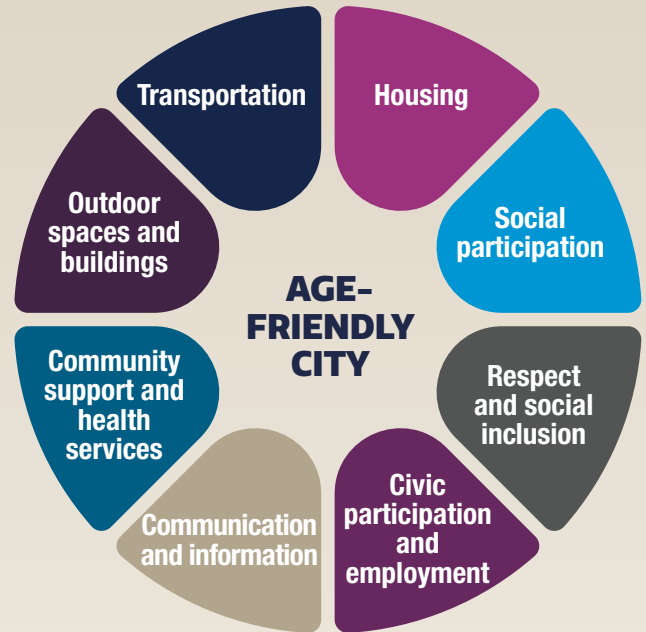 Transportation
Housing
Social
participation
Respect
and social
inclusion
Civic
participation
and
employment
Communication
and information
Community
support and
health
services
Outdoor
spaces and
buildings
AGE-
FRIENDLY
CITY